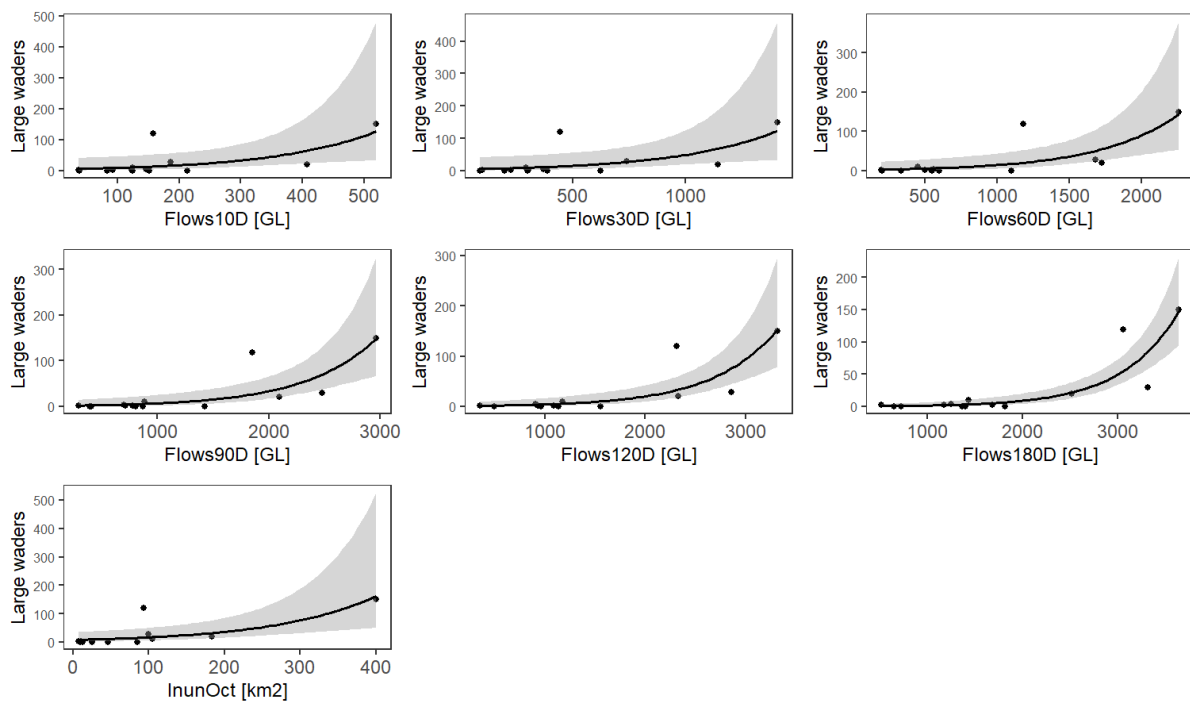 Large waders
500
400
300
200
100
0
100 200 300 400 500
Flows10D [GL]
Large waders
400
300
200
100
0
500 1000
Flows30D [GL]
Large waders
300
200
100
0
500 1000 1500 2000
Flows60D [GL]
Large waders
300
200
100
0
1000 2000 3000
Flows90D [GL]
Large waders
300
200
100
0
1000 2000 3000
Flows120D [GL]
Large waders
200
150
100
50
0
1000 2000 3000
Flows180D [GL]
Large waders
500
400
300
200
100
0
0 100 200 300 400
InunOct [km2]